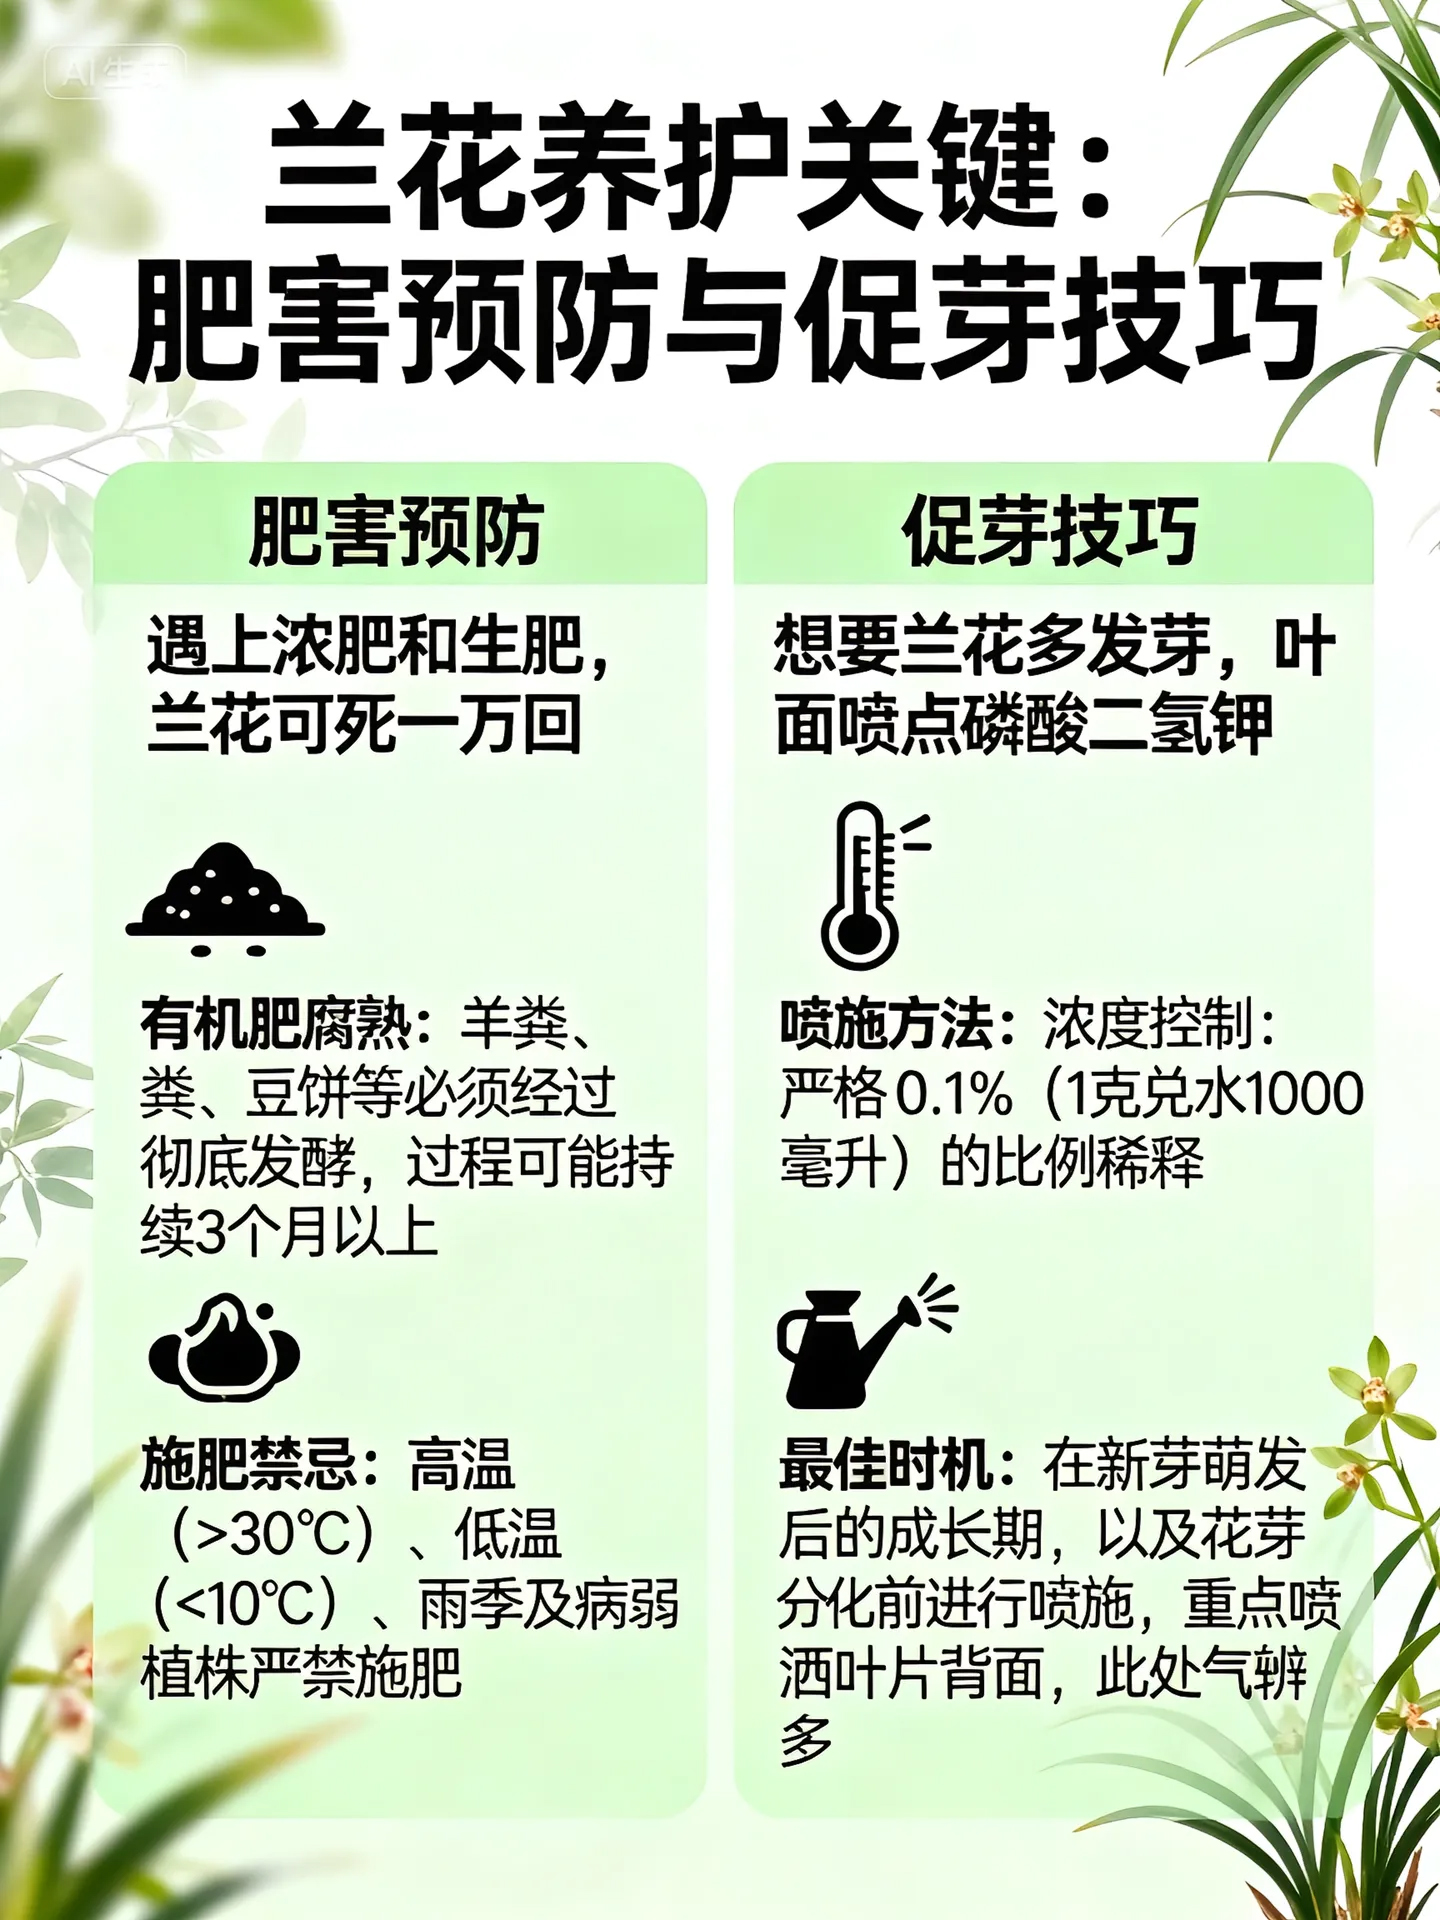 AI生成
兰花养护关键：
肥害预防与促芽技巧
肥害预防
遇上浓肥和生肥，
兰花可死一万回
有机肥腐熟：羊粪、
粪、豆饼等必须经过
彻底发酵，过程可能持
续3个月以上
施肥禁忌：高温
（>30℃）、低温
（<10℃）、雨季及病弱
植株严禁施肥
促芽技巧
想要兰花多发芽，叶
面喷点磷酸二氢钾
喷施方法：浓度控制：
严格0.1%（1克兑水1000
毫升）的比例稀释
最佳时机：在新芽萌发
后的成长期，以及花芽
分化前进行喷施，重点喷
洒叶片背面，此处气
多